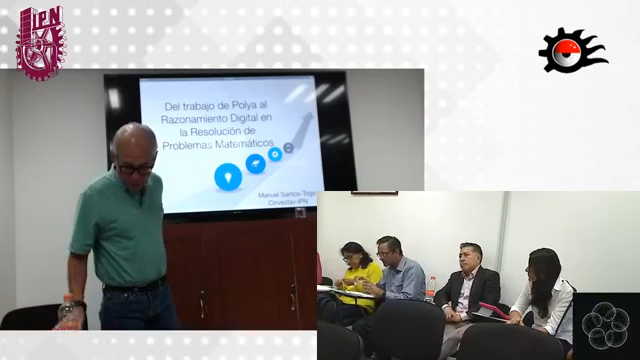 IPN
Del trabajo de Polya al
Razonamiento Digital en
la Resolución de
Problemas Matemáticos
Manuel Santos Trigo
Cinvestav-IPN